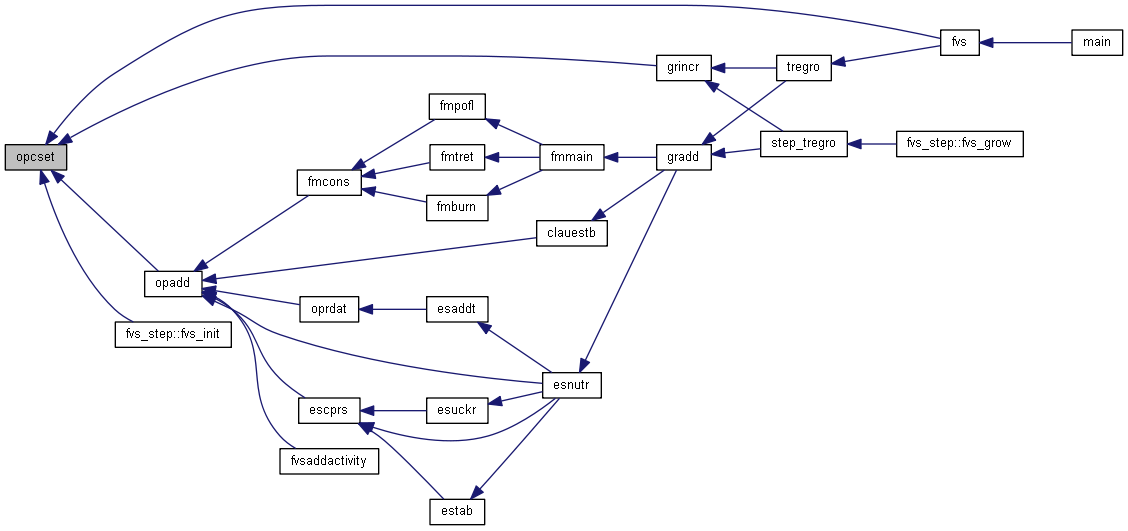 fvs
main
grincr
tregro
fmpofl
step_tregro
fvs_step::fvs_grow
opcset
fmtret
fmmain
gradd
fmcons
fmburn
clauestb
opadd
oprdat
esaddt
fvs_step::fvs_init
esnutr
escprs
esuckr
fvsaddactivity
estab